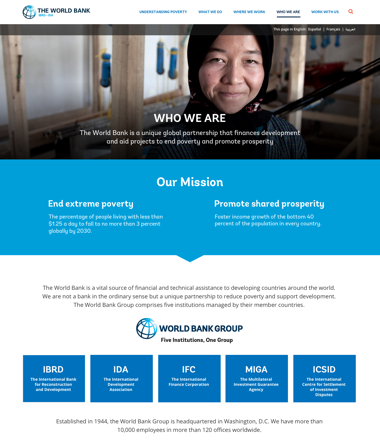 THE WORLD BANK
IBRD · IDA
UNDERSTANDING POVERTY
WHAT WE DO
WHERE WE WORK
WHO WE ARE
WORK WITH US
This page in English: Español | Français | العربية
WHO WE ARE
The World Bank is a unique global partnership that finances development
and aid projects to end poverty and promote prosperity
Our Mission
End extreme poverty
The percentage of people living with less than
$1.25 a day to fall to no more than 3 percent
globally by 2030.
Promote shared prosperity
Foster income growth of the bottom 40
percent of the population in every country.
The World Bank is a vital source of financial and technical assistance to developing countries around the world.
We are not a bank in the ordinary sense but a unique partnership to reduce poverty and support development.
The World Bank Group comprises five institutions managed by their member countries.
WORLD BANK GROUP
Five Institutions, One Group
IBRD
The International Bank
for Reconstruction
and Development
IDA
The International
Development
Association
IFC
The International
Finance Corporation
MIGA
The Multilateral
Investment Guarantee
Agency
ICSID
The International
Centre for Settlement
of Investment
Disputes
Established in 1944, the World Bank Group is headquartered in Washington, D.C. We have more than
10,000 employees in more than 120 offices worldwide.